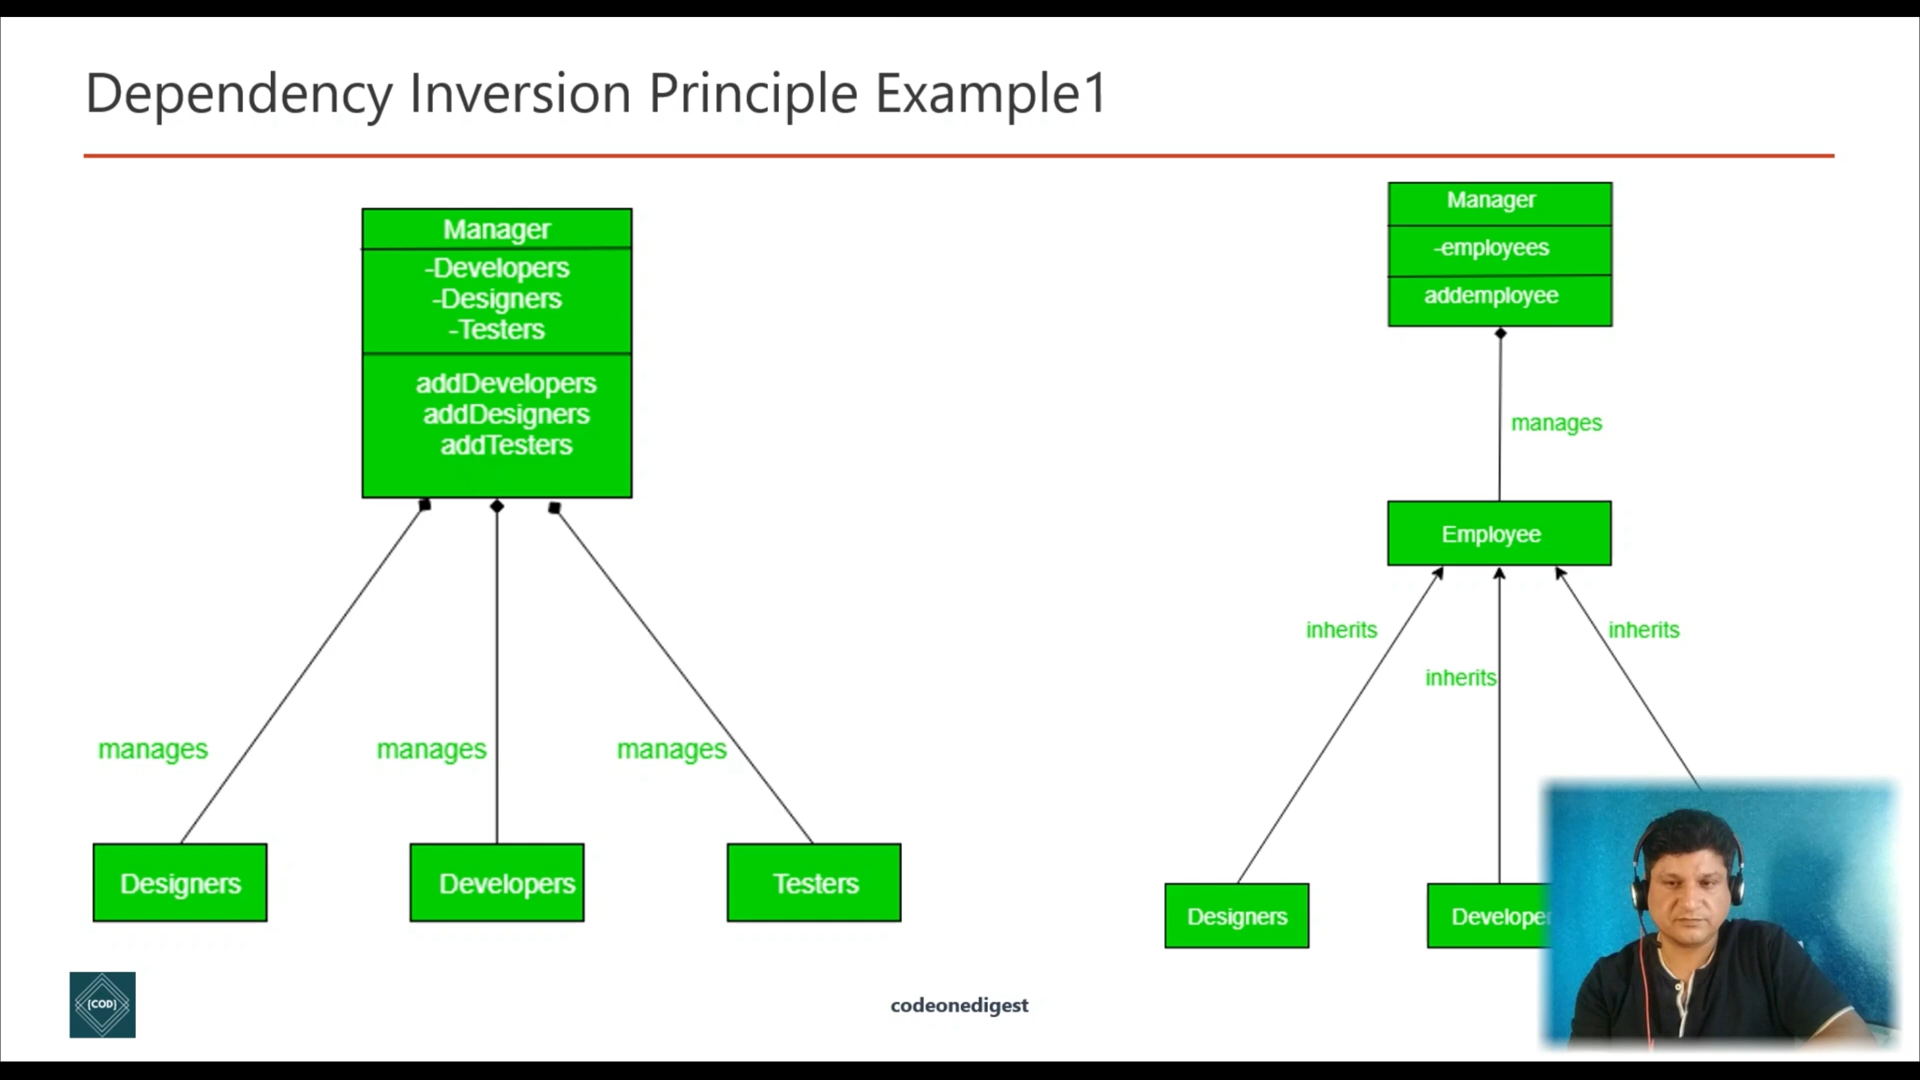 Dependency Inversion Principle Example1
Manager
-Developers
-Designers
-Testers
addDevelopers
addDesigners
addTesters
manages
manages
manages
Designers
Developers
Testers
Manager
-employees
addemployee
manages
Employee
inherits
inherits
inherits
Designers
Developer
{COD}
codeonedigest